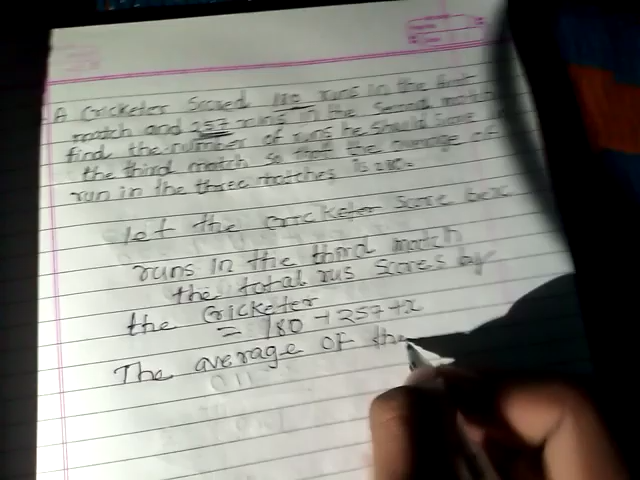 A Cricketer Scored 180 runs in the first
match and 257 runs in the Second match
find the number of runs he should Score
the third match so that the average of
run in the three matches is
let the cricketer score be x
runs in the third match
the total rus Scores by
the Cricketer
= 180 + 257 + x
The average of the